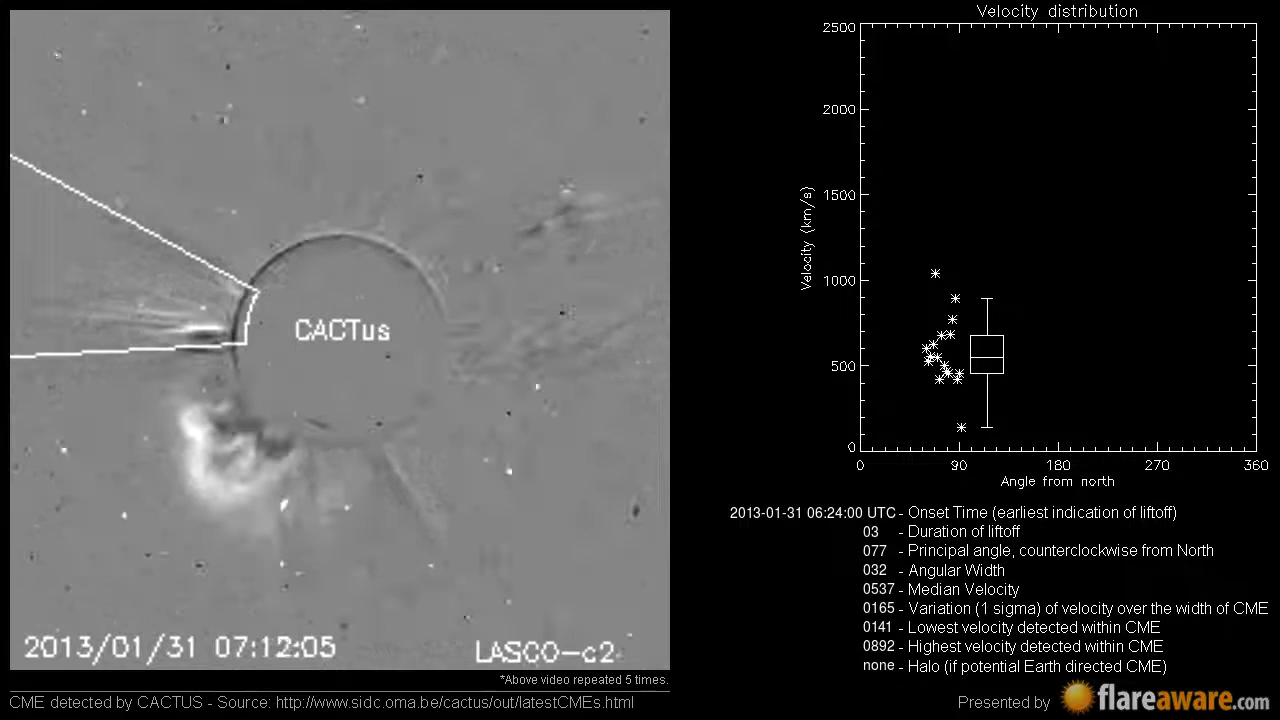 Velocity distribution
2500
2000
1500
1000
500
0
Velocity (km/s)
0 90 180 270 360
Angle from north
CACTus
2013/01/31 07:12:05
LASCO-c2
*Above video repeated 5 times.
2013-01-31 06:24:00 UTC - Onset Time (earliest indication of liftoff)
03 - Duration of liftoff
077 - Principal angle, counterclockwise from North
032 - Angular Width
0537 - Median Velocity
0165 - Variation (1 sigma) of velocity over the width of CME
0141 - Lowest velocity detected within CME
0892 - Highest velocity detected within CME
none - Halo (if potential Earth directed CME)
CME detected by CACTUS - Source: http://www.sidc.oma.be/cactus/out/latestCMEs.html
Presented by flareaware.com